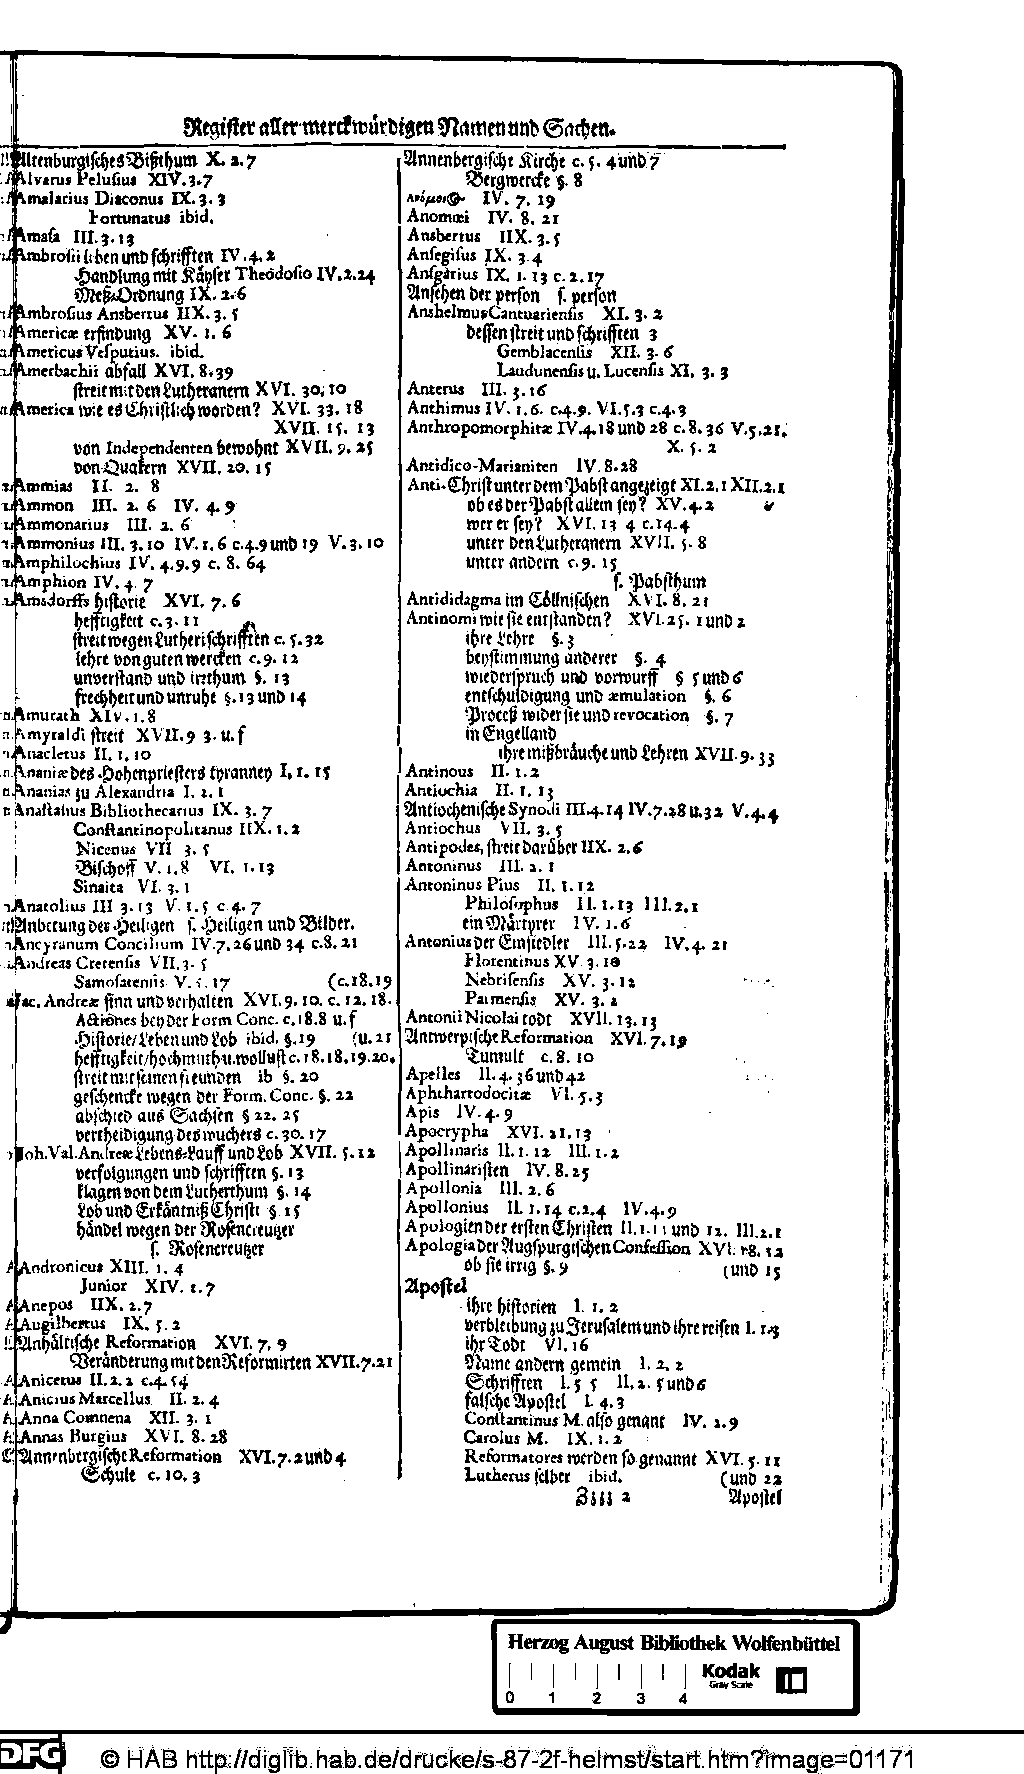 Register aller merckwürdigen Namen und Sachen.
Altenburgisches Bißthum X. 2. 7
Alvarus Pelusius XIV. 3. 7
Amalarius Diaconus IX. 3. 3
Fortunatus ibid.
Amasa III. 3. 13
Ambrosii leben und schrifften IV. 4. 2
Handlung mit Käyser Theodosio IV. 2. 24
Meß-Ordnung IX. 2. 6
Ambrosius Ansbertus IIX. 3. 5
Americæ erfindung XV. 1. 6
Americus Vesputius. ibid.
Amerbachii abfall XVI. 8. 39
streit mit den Lutheranern XVI. 30. 10
America wie es Christlich worden? XVI. 33. 18
XVII. 15. 13
von Independenten bewohnt XVII. 9. 25
von Quakern XVII. 20. 15
Ammias II. 2. 8
Ammon III. 2. 6 IV. 4. 9
Ammonarius III. 2. 6
Ammonius III. 3. 10 IV. 1. 6 c. 4. 9 und 19 V. 3. 10
Amphilochius IV. 4. 9. 9 c. 8. 64
Amphion IV. 4. 7
Amsdorffs historie XVI. 7. 6
hefftigkeit c. 3. 11
streit wegen Lutheri schrifften c. 5. 32
lehre von guten wercken c. 9. 12
unverstand und irrthum §. 13
frechheit und unruhe §. 13 und 14
Amurath XIV. 1. 8
Amyraldi streit XVII. 9 3. u. f
Anacletus II. 1. 10
Ananiæ des Hohenpriesters tyranney I. 1. 15
Ananias zu Alexandria I. 2. 1
Anastasius Bibliothecarius IX. 3. 7
Constantinopolitanus IIX. 1. 2
Nicenus VII 3. 5
Bischoff V. 1. 8 VI. 1. 13
Sinaita VI. 3. 1
Anatolius III 3. 13 V. 1. 5 c. 4. 7
Anbetung des Heiligen s. Heiligen und Bilder.
Ancyranum Concilium IV. 7. 26 und 34 c. 8. 21
Andreas Cretensis VII. 3. 5
Samosatensis V. 5. 17 (c. 18. 19
Jac. Andreæ sinn und verhalten XVI. 9. 10. c. 12. 18.
Actiones bey der Form Conc. c. 18. 8 u. f
Historie/Leben und Lob ibid. §. 19 (u. 21
hefftigkeit/hochmuth u. wollust c. 18. 18. 19. 20.
streit mit seinen freunden ib §. 20
geschencke wegen der Form. Conc. §. 22
abschied aus Sachsen § 22. 25
vertheidigung des wuchers c. 30. 17
Joh. Val. Andreæ Lebens-Lauff und Lob XVII. 5. 12
verfolgungen und schrifften §. 13
klagen von dem Lutherthum §. 14
Lob und Erkäntniß Christi §. 15
händel wegen der Rosencreutzer
s. Rosencreutzer
Andronicus XIII. 1. 4
Junior XIV. 1. 7
Anepos IIX. 2. 7
Augilbertus IX. 5. 2
Anhältische Reformation XVI. 7. 9
Veränderung mit den Reformirten XVII. 7. 21
Anicetus II. 2. 2 c. 4. 54
Anicius Marcellus II. 2. 4
Anna Comnena XII. 3. 1
Annas Burgius XVI. 8. 28
Annenbergische Reformation XVI. 7. 2 und 4
Schule c. 10. 3
Annenbergische Kirche c. 5. 4 und 7
Bergwercke §. 8
IV. 7. 19
Anomœi IV. 8. 21
Ansbertus IIX. 3. 5
Ansegisus IX. 3. 4
Ansgarius IX. 1. 13 c. 2. 17
Ansehen der person s. person
Anshelmus Cantuariensis XI. 3. 2
dessen streit und schrifften 3
Gemblacensis XII. 3. 6
Laudunensis u. Lucensis XI. 3. 3
Anterus III. 3. 16
Anthimus IV. 1. 6. c. 4. 9. VI. 5. 3 c. 4. 3
Anthropomorphitæ IV. 4. 18 und 28 c. 8. 36 V. 5. 21.
X. 5. 2
Antidico-Marianiten IV. 8. 28
Anti-Christ unter dem Pabst angezeigt XI. 2. 1 XII. 2. 1
ob es der Pabst allein sey? XV. 4. 2
wer er sey? XVI. 13 4 c. 14. 4
unter den Lutheranern XVII. 5. 8
unter andern c. 9. 15
s. Pabsthum
Antididagma im Cöllnischen XVI. 8. 21
Antinomi wie sie entstanden? XVI. 25. 1 und 2
ihre Lehre §. 3
beystimmung anderer §. 4
wiederspruch und vorwurff § 5 und 6
entschuldigung und æmulation §. 6
Proceß wider sie und revocation §. 7
in Engelland
ihre mißbräuche und Lehren XVII. 9. 33
Antinous II. 1. 2
Antiochia II. 1. 13
Antiochenische Synodi III. 4. 14 IV. 7. 28 u. 32 V. 4. 4
Antiochus VII. 3. 5
Antipodes, streit darüber IIX. 2. 6
Antoninus III. 2. 1
Antoninus Pius II. 1. 12
Philosophus II. 1. 13 III. 2. 1
ein Märtyrer IV. 1. 6
Antonius der Einsiedler III. 5. 22 IV. 4. 21
Florentinus XV 3. 10
Nebrisensis XV. 3. 12
Parmensis XV. 3. 2
Antonii Nicolai todt XVII. 13. 13
Antwerpische Reformation XVI. 7. 19
Tumult c. 8. 10
Apelles II. 4. 36 und 42
Aphthartodocitæ VI. 5. 3
Apis IV. 4. 9
Apocrypha XVI. 21. 13
Apollinaris II. 1. 12 III. 1. 2
Apollinaristen IV. 8. 25
Apollonia III. 2. 6
Apollonius II. 1. 14 c. 2. 4 IV. 4. 9
Apologien der ersten Christen II. 1. 11 und 12. III. 2. 1
Apologia der Augspurgischen Confession XVI. 18. 12
ob sie irrig §. 9 (und 15
Apostel
ihre historien I. 1. 2
verbleibung zu Jerusalem und ihre reisen I. 1. 3
ihr Todt VI. 16
Name andern gemein I. 2. 2
Schrifften I. 5 5 II. 2. 5 und 6
falsche Apostel I. 4. 3
Constantinus M. also genant IV. 2. 9
Carolus M. IX. 1. 2
Reformatores werden so genannt XVI. 5. 11
Lutherus selber ibid. (und 22
Zzzz 2 Apostel
Herzog August Bibliothek Wolfenbüttel
Kodak
Gray Scale
0 1 2 3 4
DFG © HAB http://diglib.hab.de/drucke/s-87-2f-helmst/start.htm?image=01171